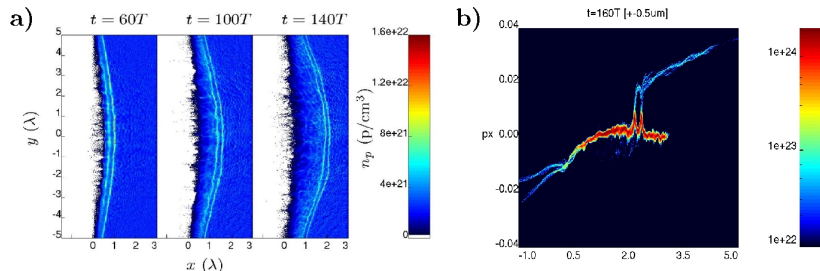 a)
t = 60T
t = 100T
t = 140T
5
4
3
2
1
0
-1
-2
-3
-4
-5
y (λ)
0 1 2 3
0 1 2 3
0 1 2 3
x (λ)
1.6e+22
1.2e+22
8e+21
4e+21
0
n_p (p/cm³)
b)
t=160T [+-0.5um]
0.04
0.02
px 0.00
-0.02
-0.04
-1.0 0.5 2.0 3.5 5.0
1e+24
1e+23
1e+22